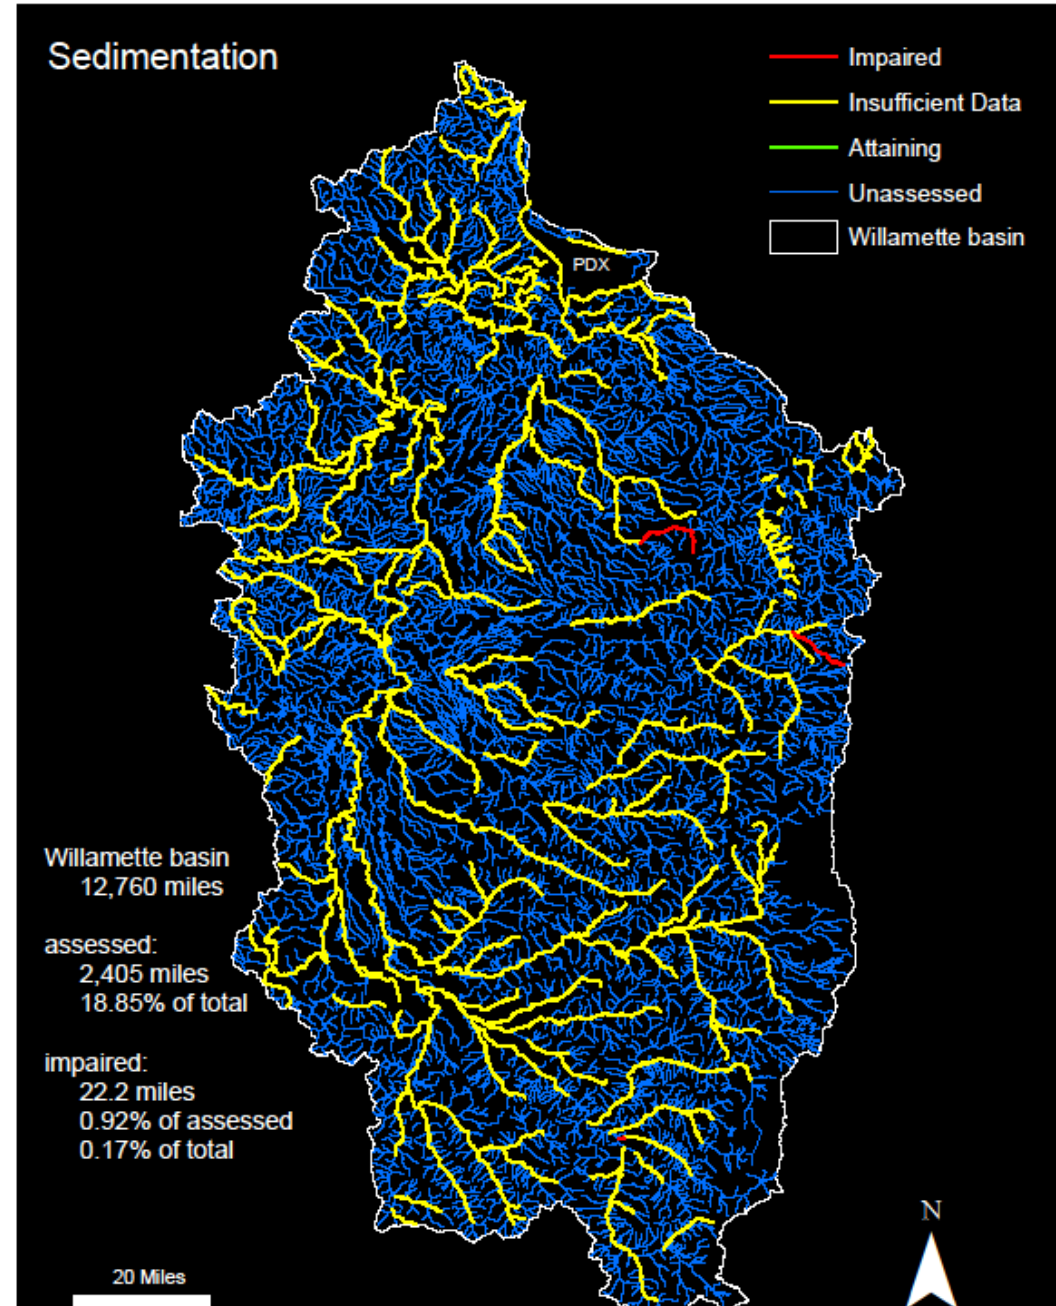 Sedimentation
Impaired
Insufficient Data
Attaining
Unassessed
Willamette basin
PDX
Willamette basin
12,760 miles
assessed:
2,405 miles
18.85% of total
impaired:
22.2 miles
0.92% of assessed
0.17% of total
N
20 Miles